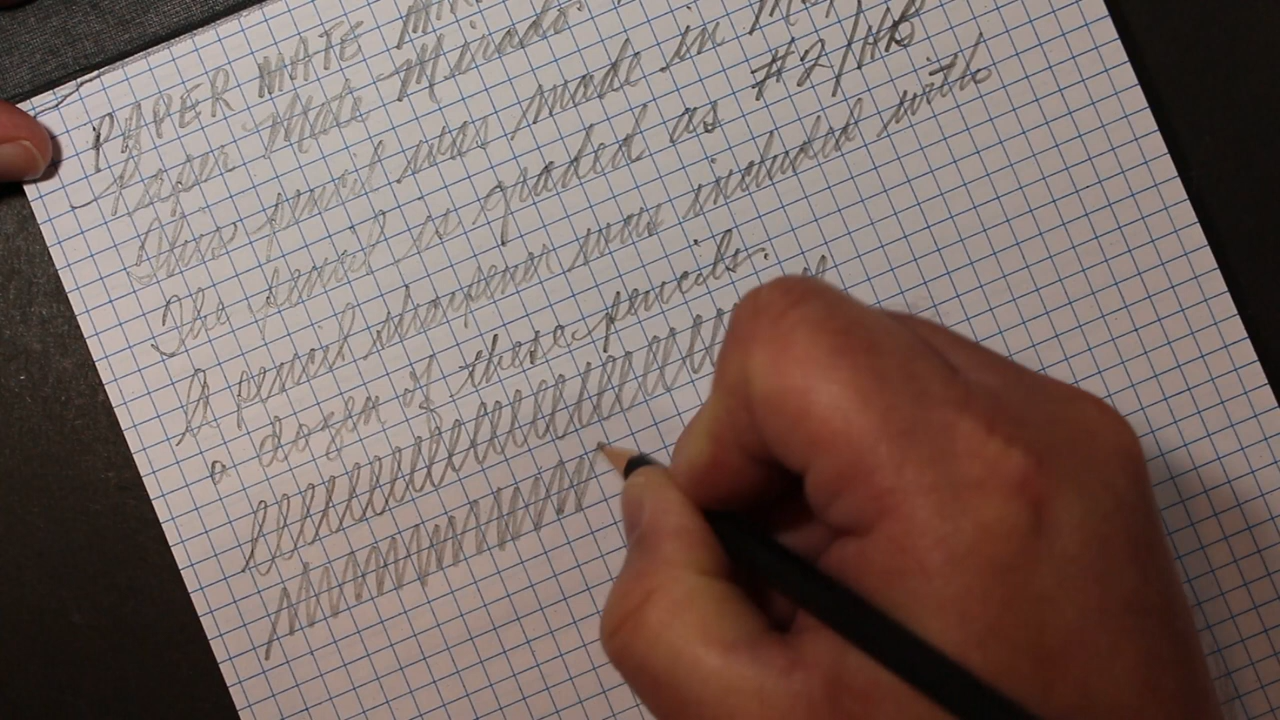 PAPER MATE
Paper Mate Mirado
This pencil was made in
The pencil is graded as #2/HB
A pencil sharpener was included with
a dozen of these pencils.